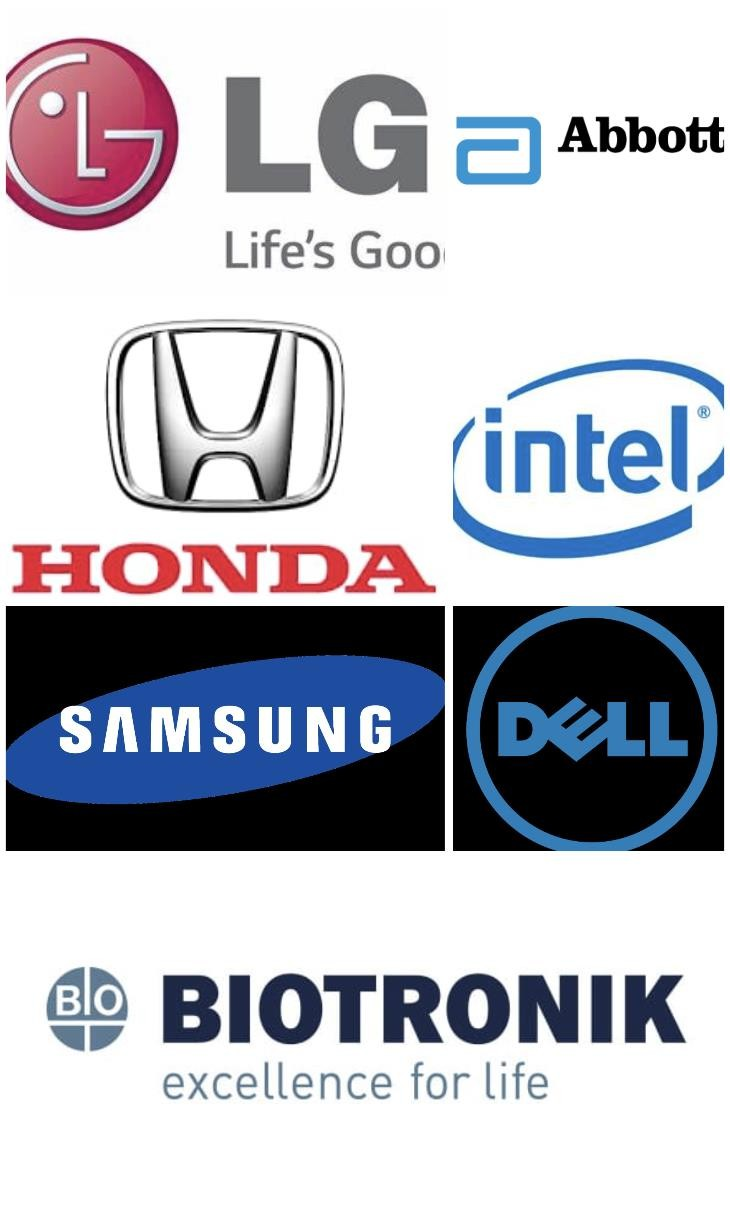 LG
Life's Goo
Abbott
HONDA
intel®
SAMSUNG
DELL
BIO
BIOTRONIK
excellence for life